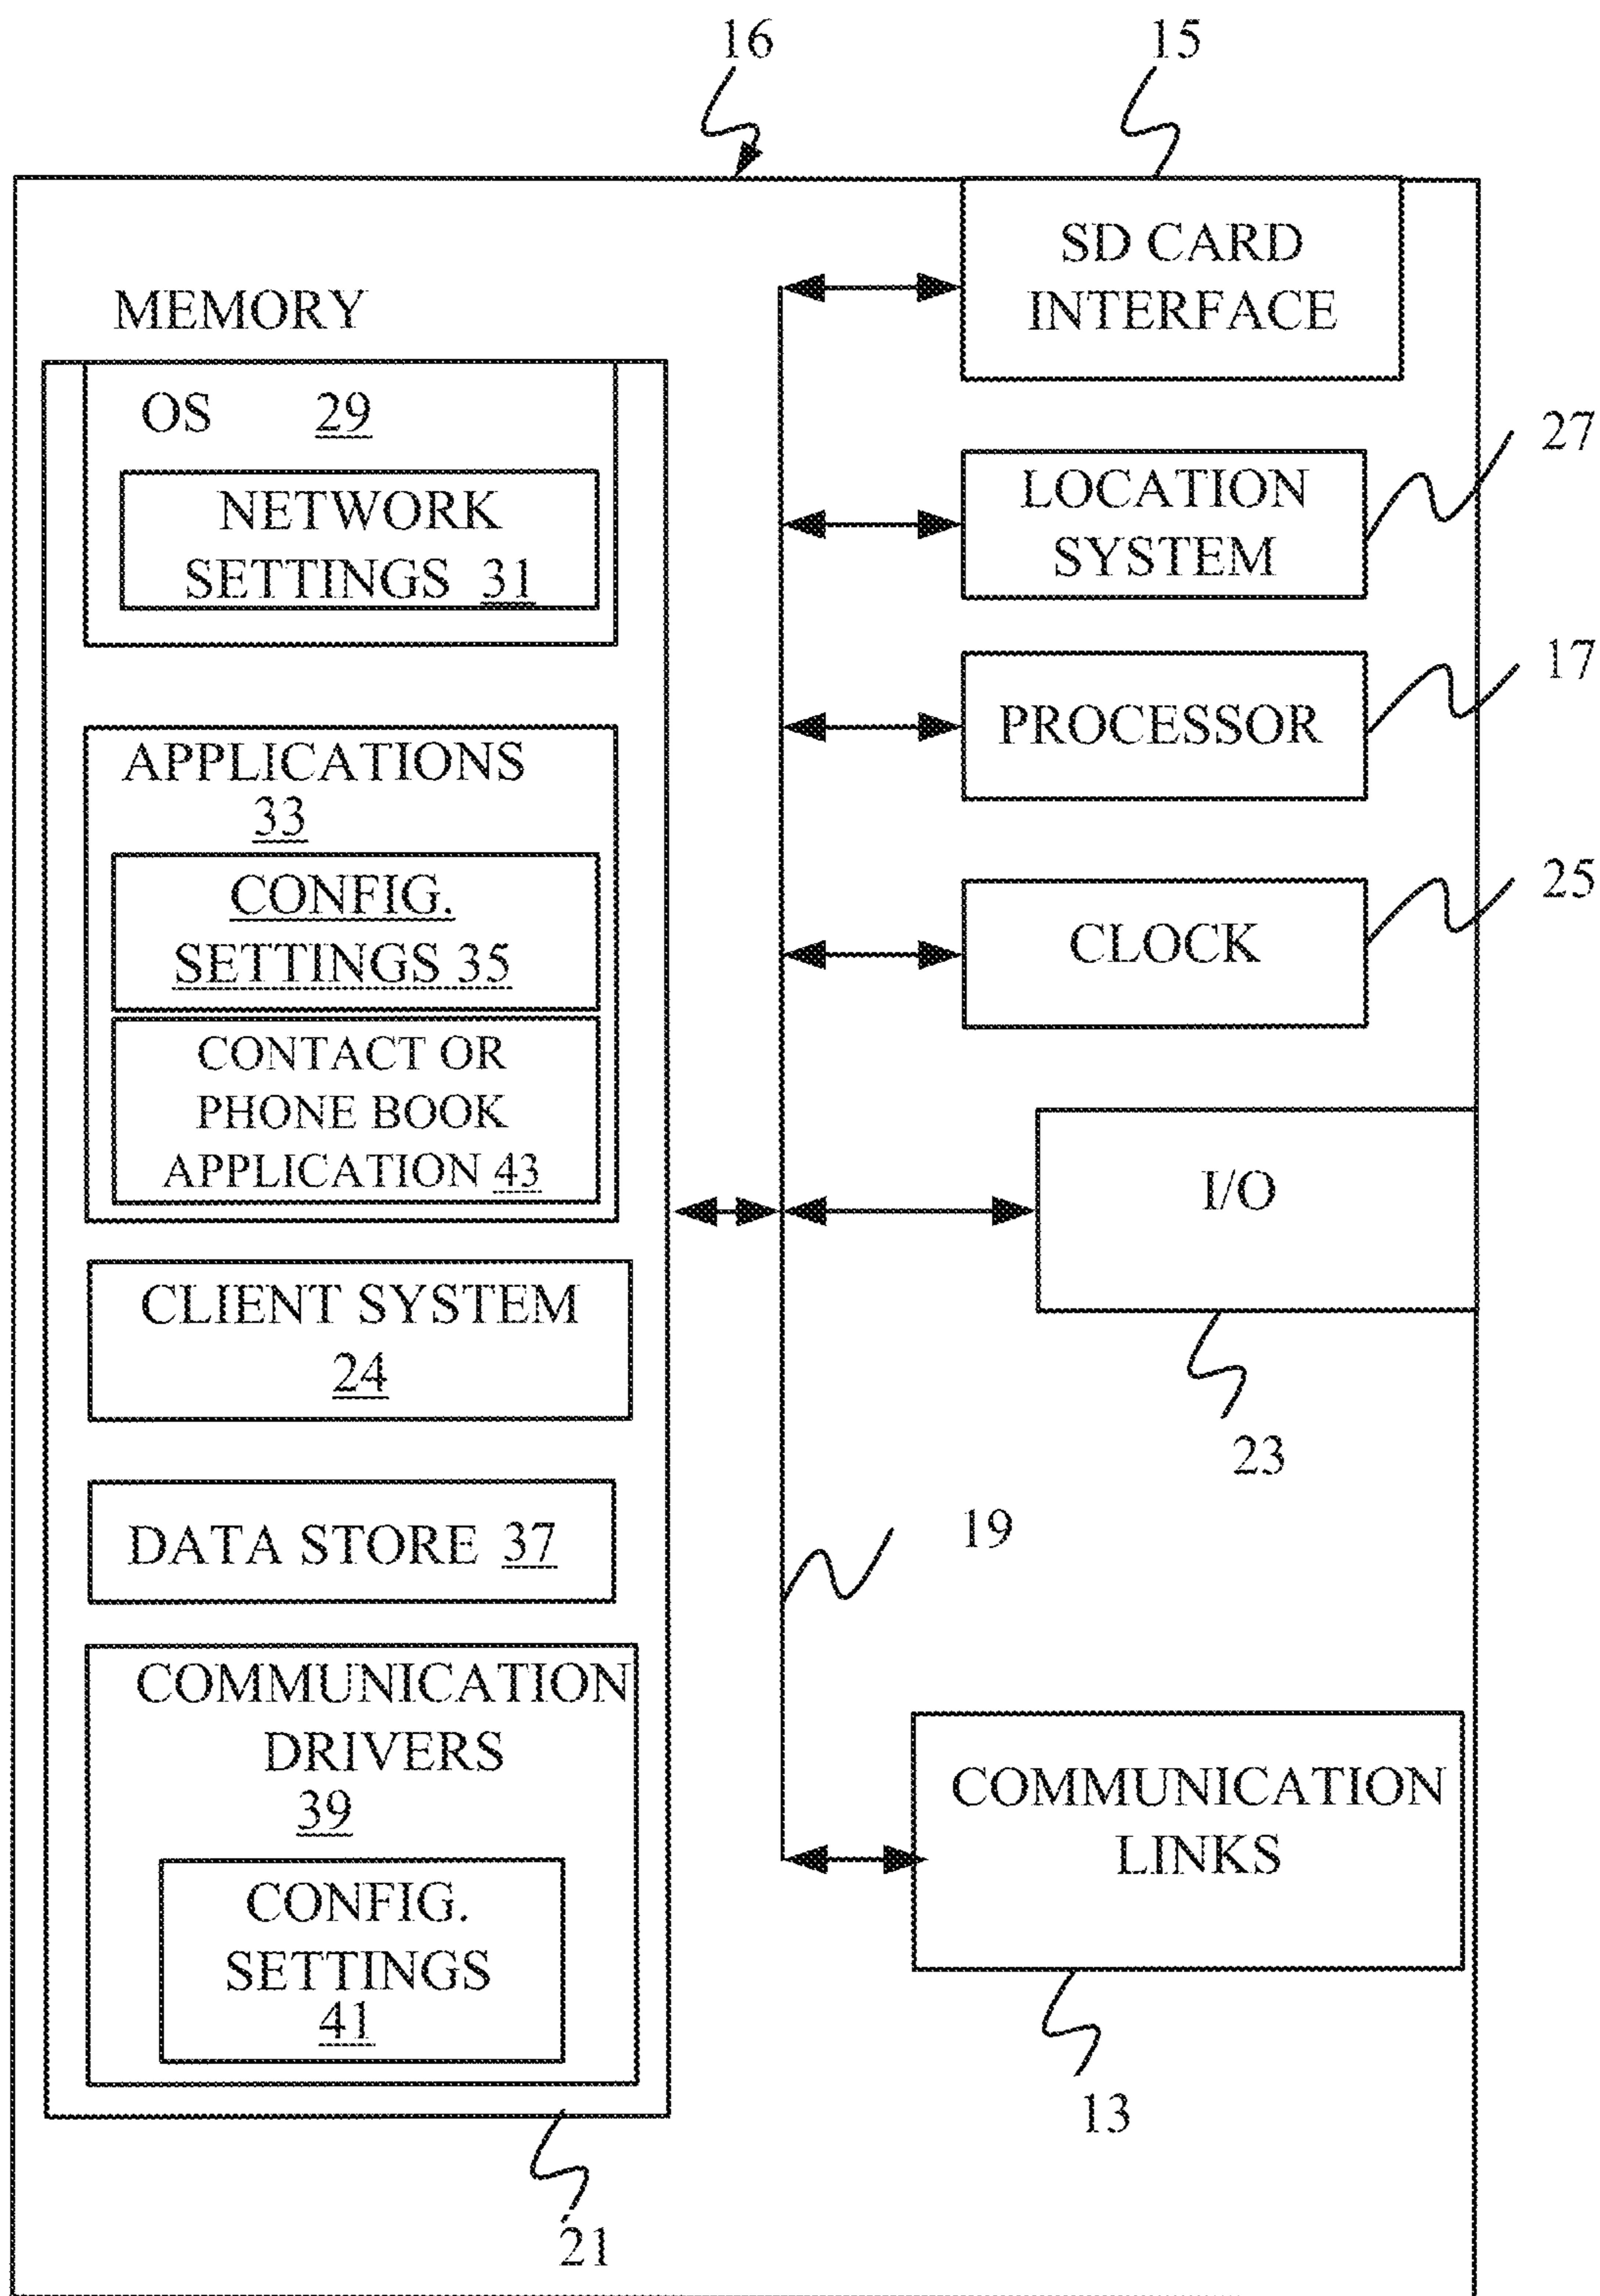 16
15
MEMORY
OS 29
NETWORK
SETTINGS 31
APPLICATIONS
33
CONFIG.
SETTINGS 35
CONTACT OR
PHONE BOOK
APPLICATION 43
CLIENT SYSTEM
24
DATA STORE 37
COMMUNICATION
DRIVERS
39
CONFIG.
SETTINGS
41
21
SD CARD
INTERFACE
LOCATION
SYSTEM
27
PROCESSOR
17
CLOCK
25
I/O
23
19
COMMUNICATION
LINKS
13